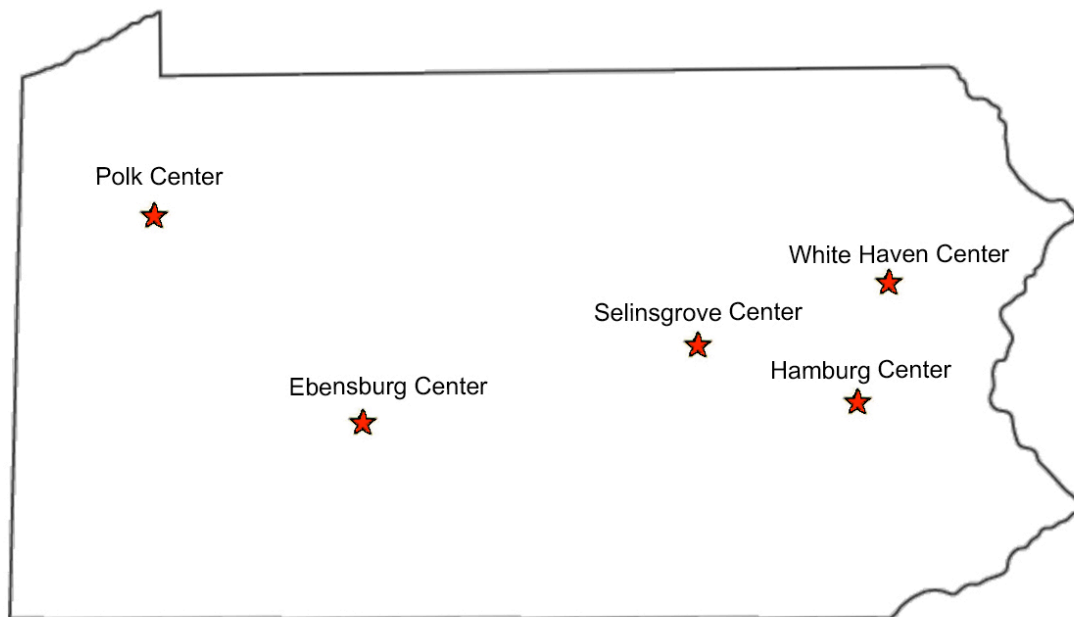 Polk Center
White Haven Center
Selinsgrove Center
Hamburg Center
Ebensburg Center